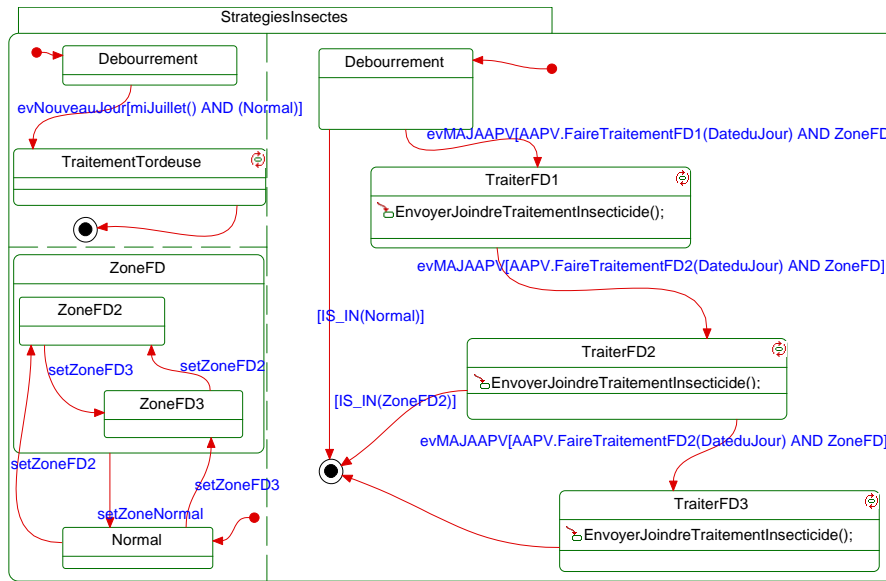 StrategiesInsectes
Debourrement
evNouveauJour[miJuillet() AND (Normal)]
TraitementTordeuse
ZoneFD
ZoneFD2
setZoneFD3
setZoneFD2
ZoneFD3
setZoneFD2
setZoneFD3
setZoneNormal
Normal
Debourrement
evMAJAAPV[AAPV.FaireTraitementFD1(DateduJour) AND ZoneFD
TraiterFD1
EnvoyerJoindreTraitementInsecticide();
evMAJAAPV[AAPV.FaireTraitementFD2(DateduJour) AND ZoneFD]
[IS_IN(Normal)]
TraiterFD2
EnvoyerJoindreTraitementInsecticide();
[IS_IN(ZoneFD2)]
evMAJAAPV[AAPV.FaireTraitementFD2(DateduJour) AND ZoneFD]
TraiterFD3
EnvoyerJoindreTraitementInsecticide();